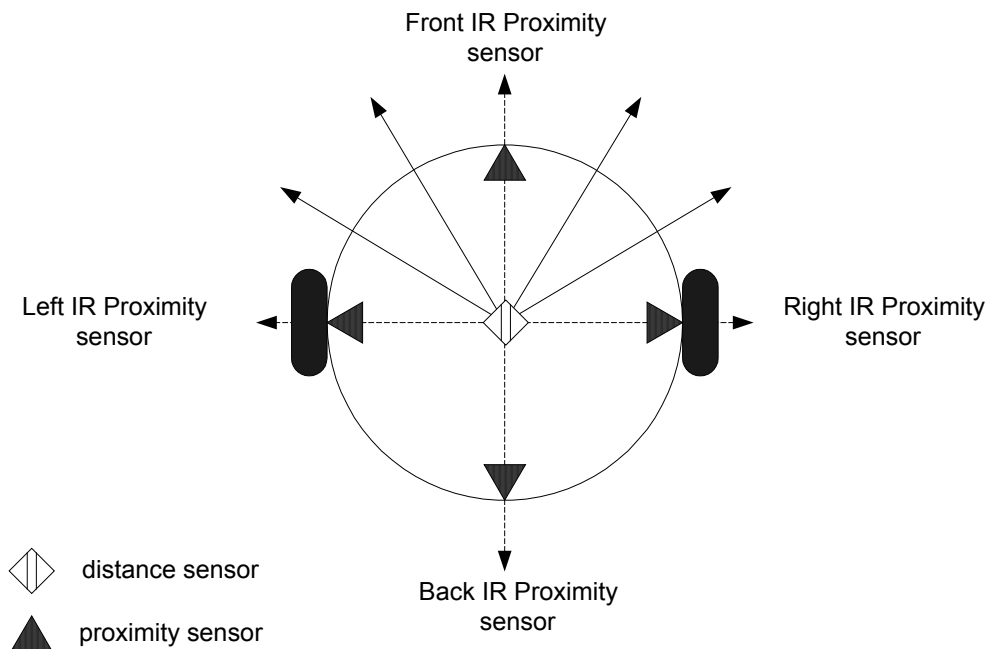 Front IR Proximity
sensor
Left IR Proximity
sensor
Right IR Proximity
sensor
distance sensor
Back IR Proximity
sensor
proximity sensor